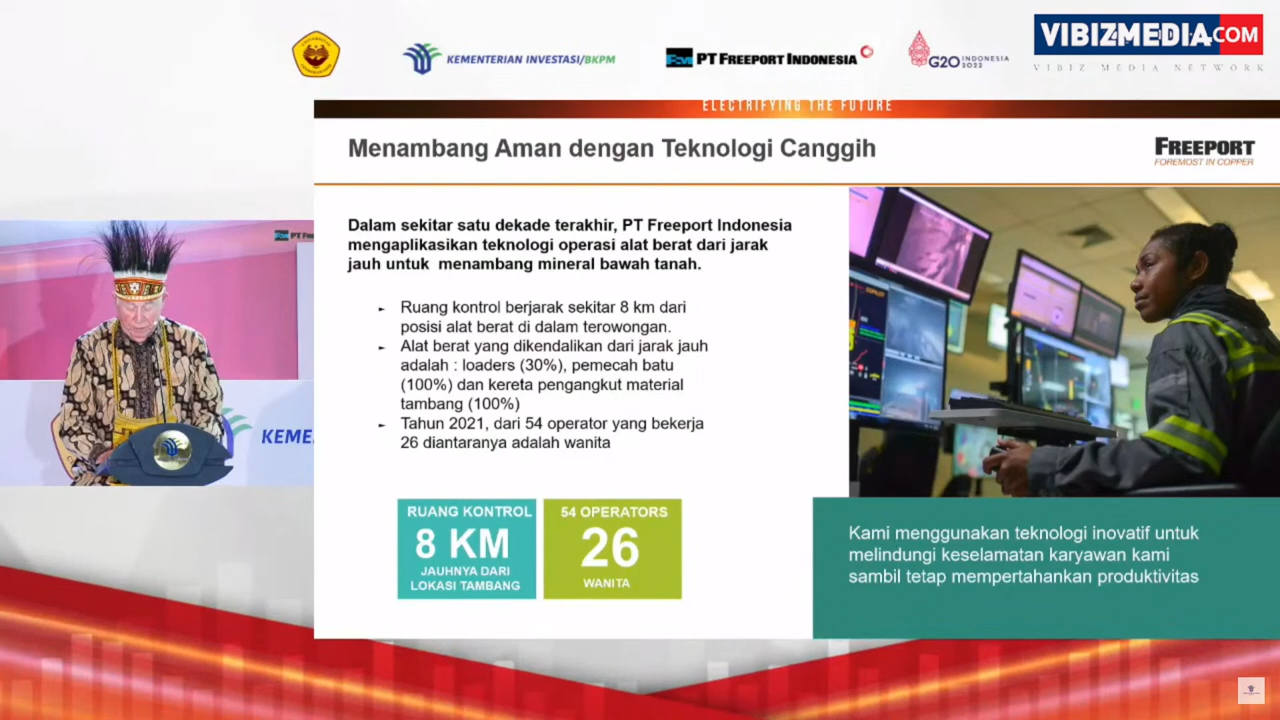 KEMENTERIAN INVESTASI/BKPM
PT FREEPORT INDONESIA
G20 INDONESIA
2022
VIBIZMEDIA.COM
VIBIZ MEDIA NETWORK
ELECTRIFYING THE FUTURE
Menambang Aman dengan Teknologi Canggih
FREEPORT
FOREMOST IN COPPER
Dalam sekitar satu dekade terakhir, PT Freeport Indonesia
mengaplikasikan teknologi operasi alat berat dari jarak
jauh untuk menambang mineral bawah tanah.
► Ruang kontrol berjarak sekitar 8 km dari
posisi alat berat di dalam terowongan.
► Alat berat yang dikendalikan dari jarak jauh
adalah : loaders (30%), pemecah batu
(100%) dan kereta pengangkut material
tambang (100%)
► Tahun 2021, dari 54 operator yang bekerja
26 diantaranya adalah wanita
RUANG KONTROL
8 KM
JAUHNYA DARI
LOKASI TAMBANG
54 OPERATORS
26
WANITA
Kami menggunakan teknologi inovatif untuk
melindungi keselamatan karyawan kami
sambil tetap mempertahankan produktivitas
PT F
KEME